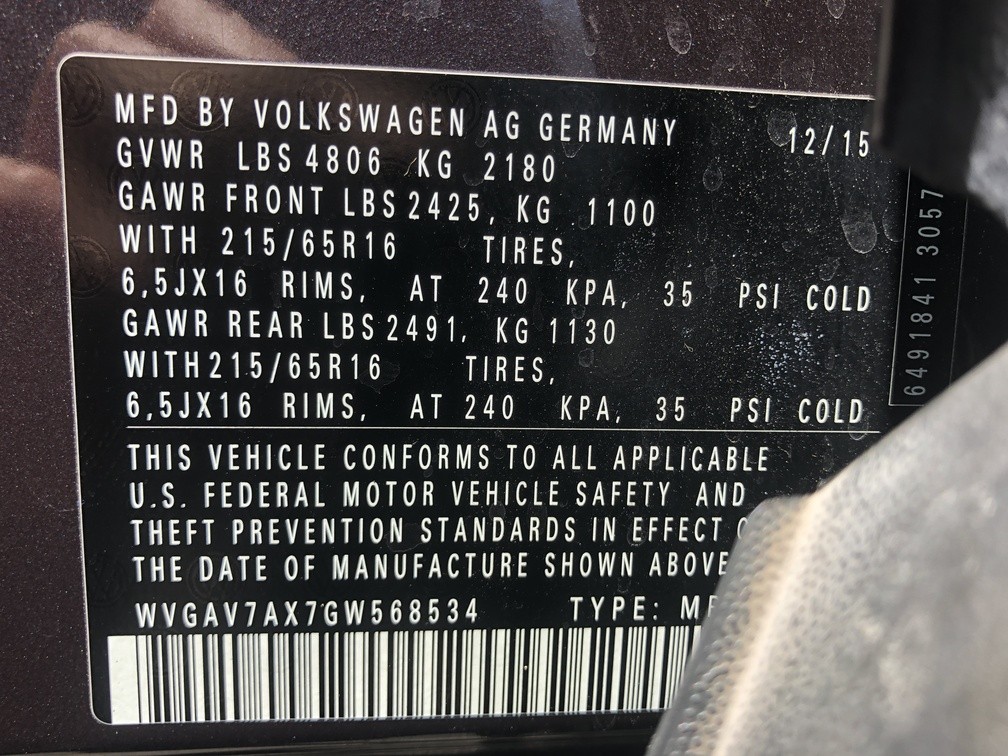 MFD BY VOLKSWAGEN AG GERMANY 12/15
GVWR LBS 4806 KG 2180
GAWR FRONT LBS 2425, KG 1100
WITH 215/65R16 TIRES,
6,5JX16 RIMS, AT 240 KPA, 35 PSI COLD
GAWR REAR LBS 2491, KG 1130
WITH 215/65R16 TIRES,
6,5JX16 RIMS, AT 240 KPA, 35 PSI COLD
THIS VEHICLE CONFORMS TO ALL APPLICABLE
U.S. FEDERAL MOTOR VEHICLE SAFETY AND
THEFT PREVENTION STANDARDS IN EFFECT
THE DATE OF MANUFACTURE SHOWN ABOVE
WVGAV7AX7GW568534 TYPE:
6491841 3057